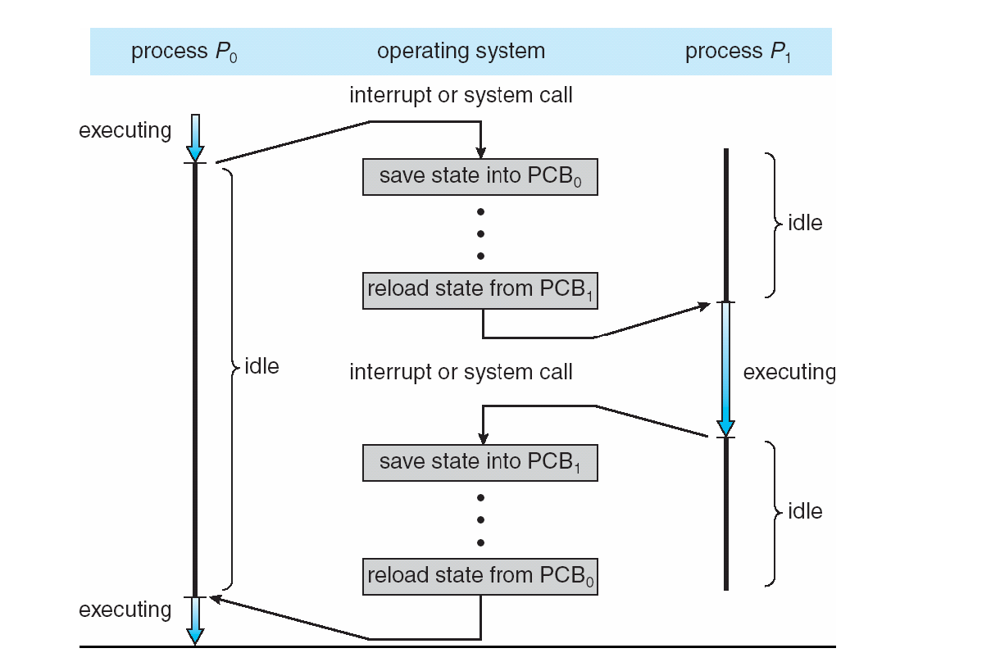 process P0 operating system process P1
interrupt or system call
executing
save state into PCB0
idle
reload state from PCB1
idle
interrupt or system call
executing
save state into PCB1
idle
reload state from PCB0
executing